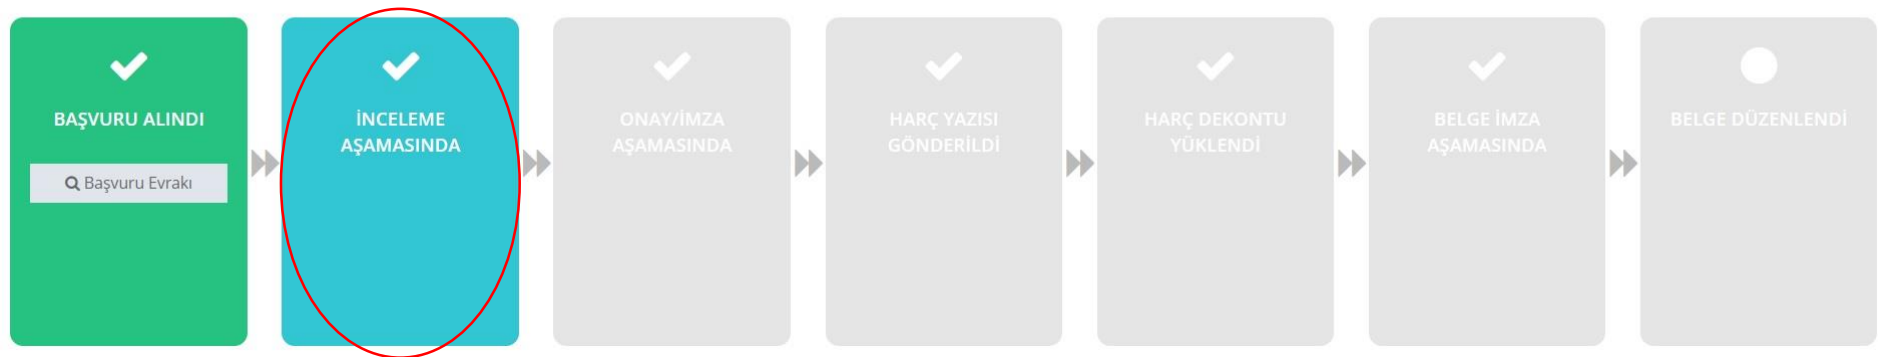 BAŞVURU ALINDI
Başvuru Evrakı
İNCELEME
AŞAMASINDA
ONAY/İMZA
AŞAMASINDA
HARÇ YAZISI
GÖNDERİLDİ
HARÇ DEKONTU
YÜKLENDİ
BELGE İMZA
AŞAMASINDA
BELGE DÜZENLENDİ